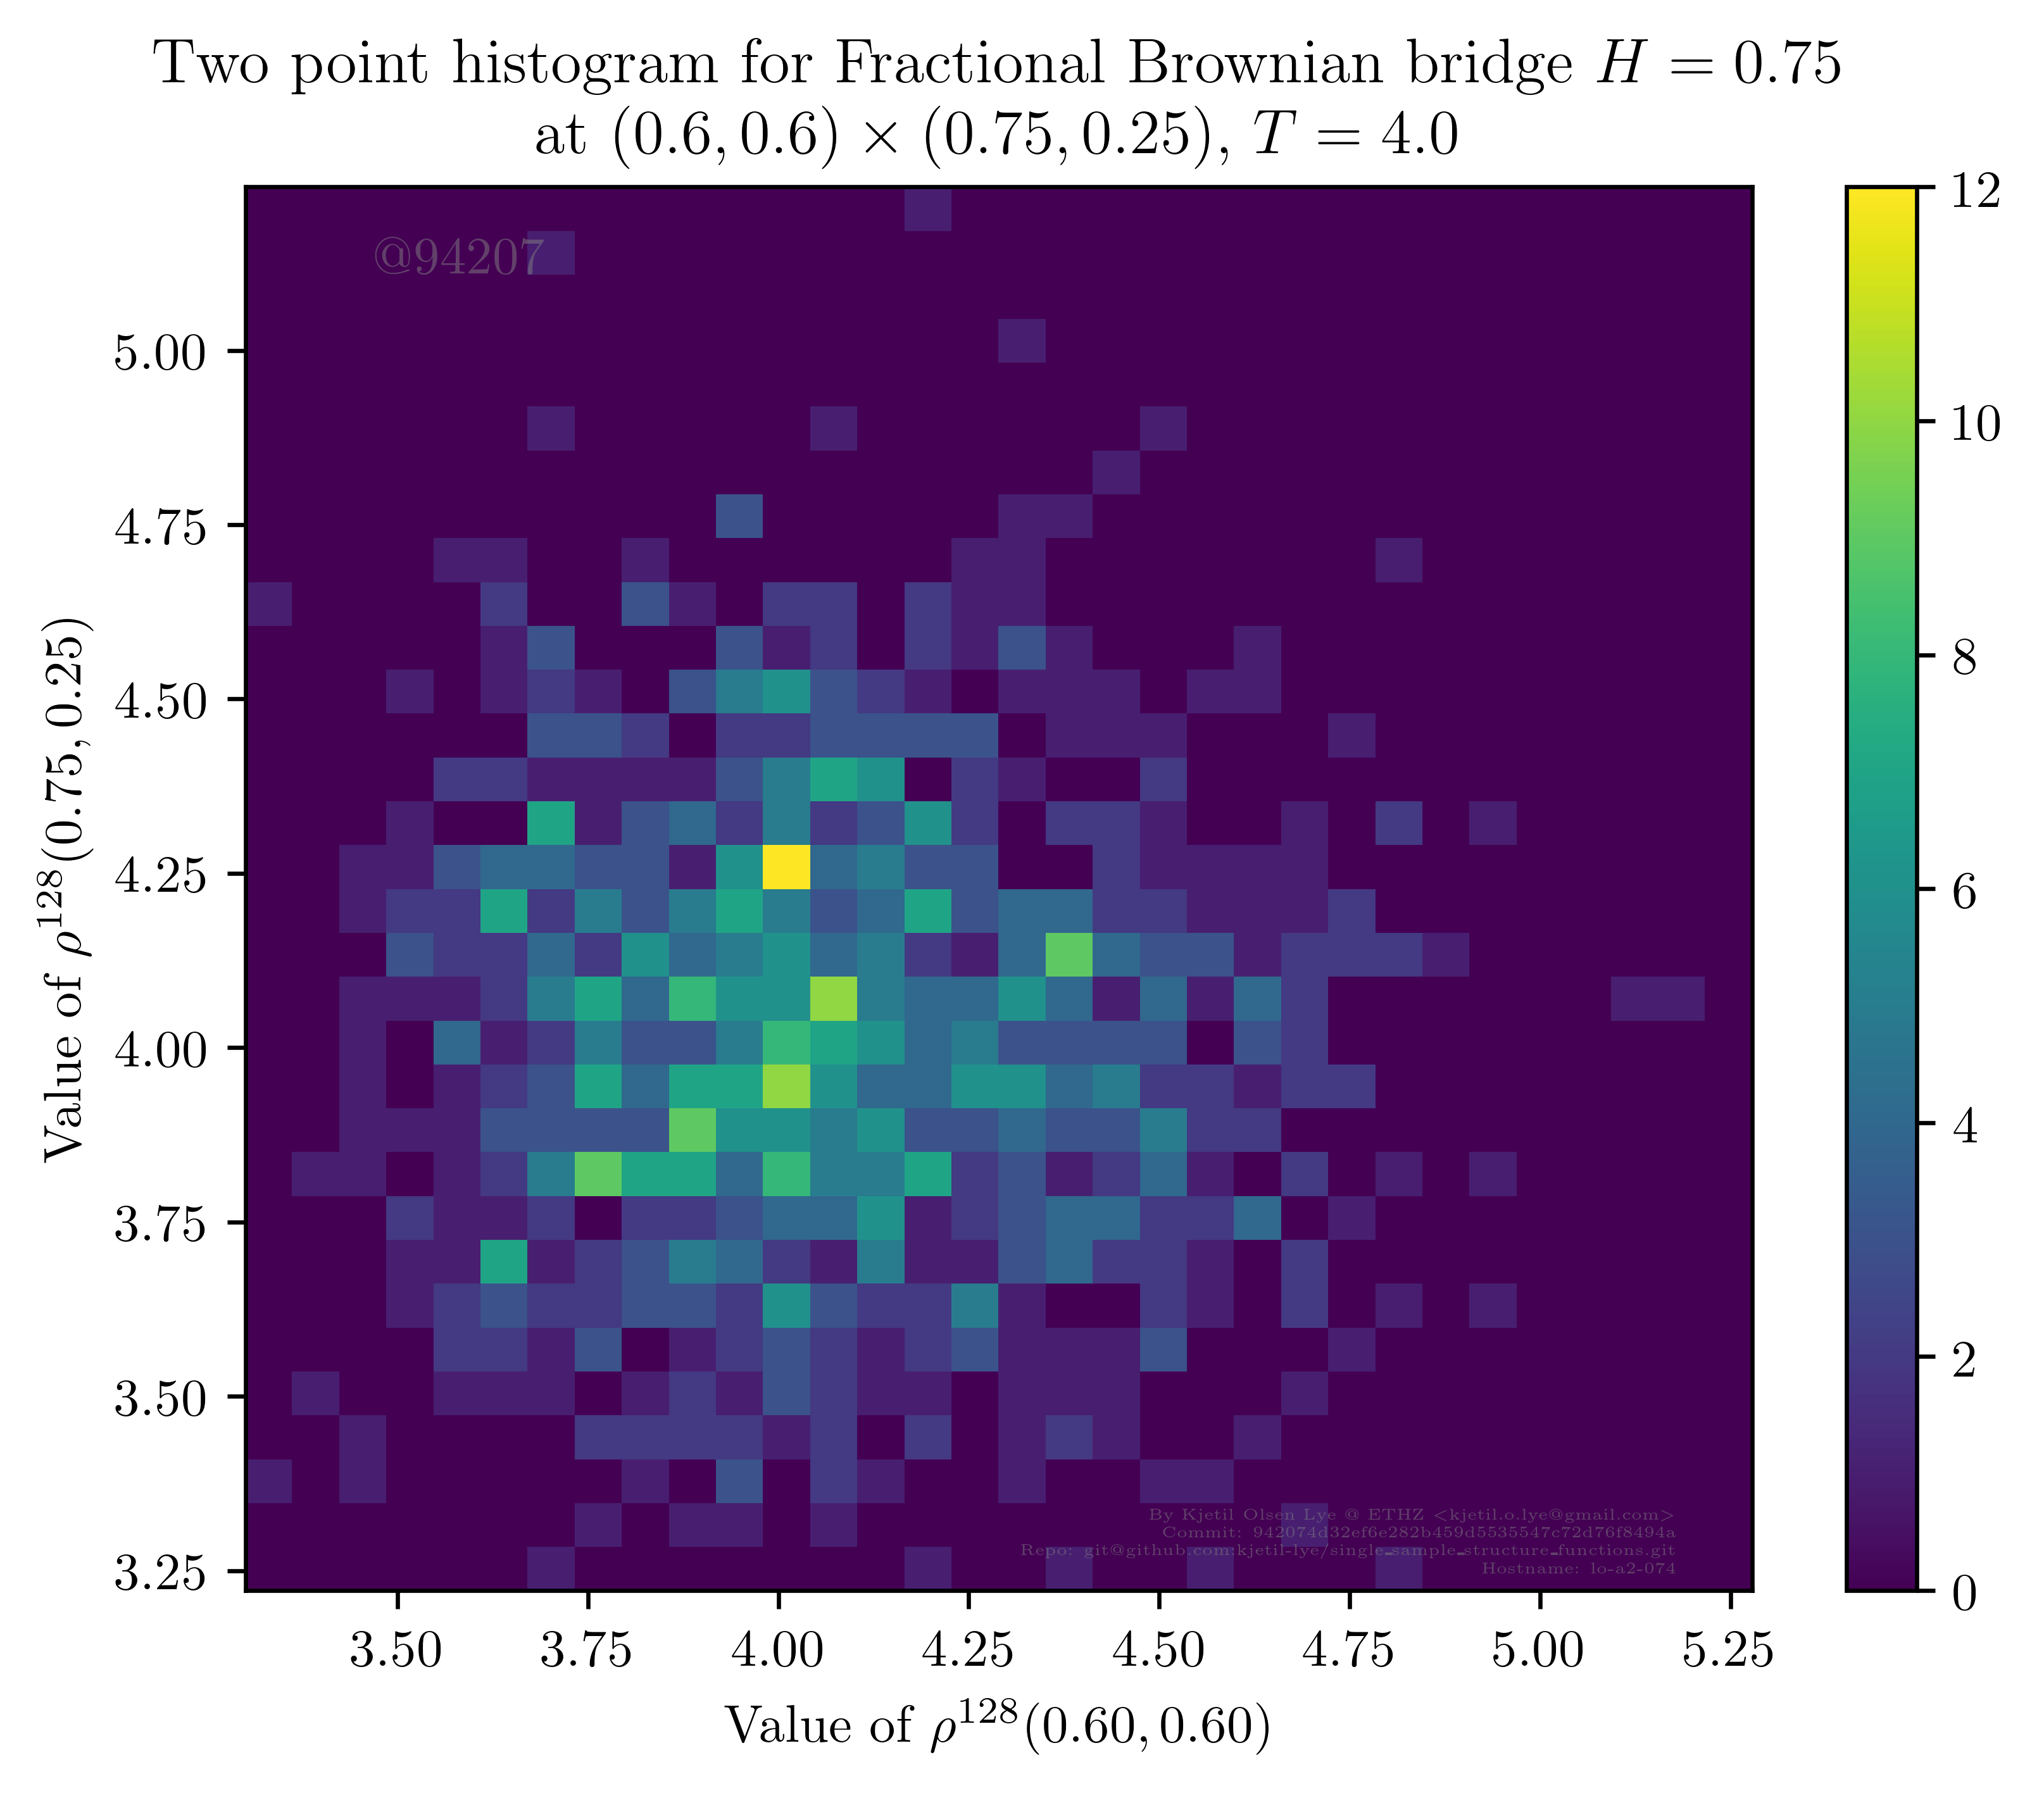 Two point histogram for Fractional Brownian bridge H = 0.75
at (0.6, 0.6) × (0.75, 0.25), T = 4.0
@94207
12
10
8
6
4
2
0
Value of ρ^128(0.75, 0.25)
5.00
4.75
4.50
4.25
4.00
3.75
3.50
3.25
By Kjetil Olsen Lye @ ETHZ <kjetil.o.lye@gmail.com>
Commit: 942074d32ef6e282b459d5535547c72d76f8494a
Repo: git@github.com:kjetil-lye/single_sample_structure_functions.git
Hostname: lo-a2-074
3.50 3.75 4.00 4.25 4.50 4.75 5.00 5.25
Value of ρ^128(0.60, 0.60)